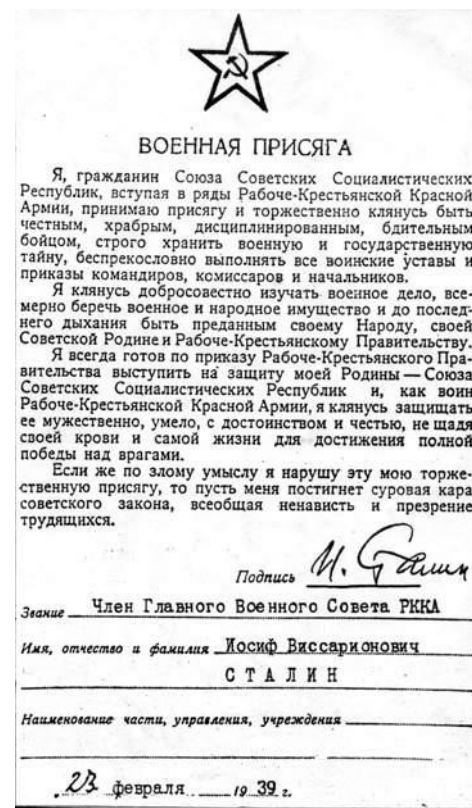 ВОЕННАЯ ПРИСЯГА
Я, гражданин Союза Советских Социалистических
Республик, вступая в ряды Рабоче-Крестьянской Красной
Армии, принимаю присягу и торжественно клянусь быть
честным, храбрым, дисциплинированным, бдительным
бойцом, строго хранить военную и государственную
тайну, беспрекословно выполнять все воинские уставы и
приказы командиров, комиссаров и начальников.
Я клянусь добросовестно изучать военное дело, все-
мерно беречь военное и народное имущество и до послед-
него дыхания быть преданным своему Народу, своей
Советской Родине и Рабоче-Крестьянскому Правительству.
Я всегда готов по приказу Рабоче-Крестьянского Пра-
вительства выступить на защиту моей Родины — Союза
Советских Социалистических Республик и, как воин
Рабоче-Крестьянской Красной Армии, я клянусь защищать
ее мужественно, умело, с достоинством и честью, не щадя
своей крови и самой жизни для достижения полной
победы над врагами.
Если же по злому умыслу я нарушу эту мою торже-
ственную присягу, то пусть меня постигнет суровая кара
советского закона, всеобщая ненависть и презрение
трудящихся.
Подпись И. Сталин
Звание Член Главного Военного Совета РККА
Имя, отчество и фамилия Иосиф Виссарионович
СТАЛИН
Наименование части, управления, учреждения
23 февраля 1939 г.